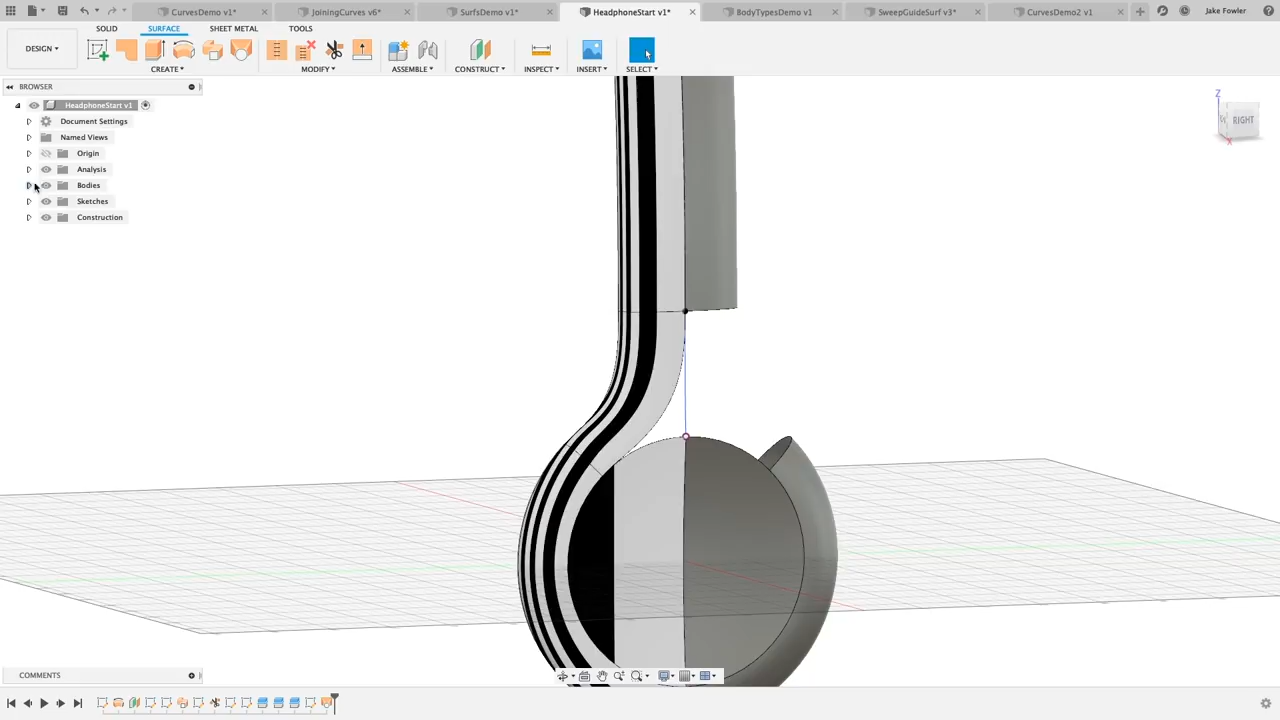 CurvesDemo v1* JoiningCurves v6* SurfsDemo v1* HeadphoneStart v1* BodyTypesDemo v1 SweepGuideSurf v3* CurvesDemo2 v1 Jake Fowler
SOLID SURFACE SHEET METAL TOOLS
DESIGN
CREATE MODIFY ASSEMBLE CONSTRUCT INSPECT INSERT SELECT
BROWSER
HeadphoneStart v1
Document Settings
Named Views
Origin
Analysis
Bodies
Sketches
Construction
Z
RIGHT
X
COMMENTS